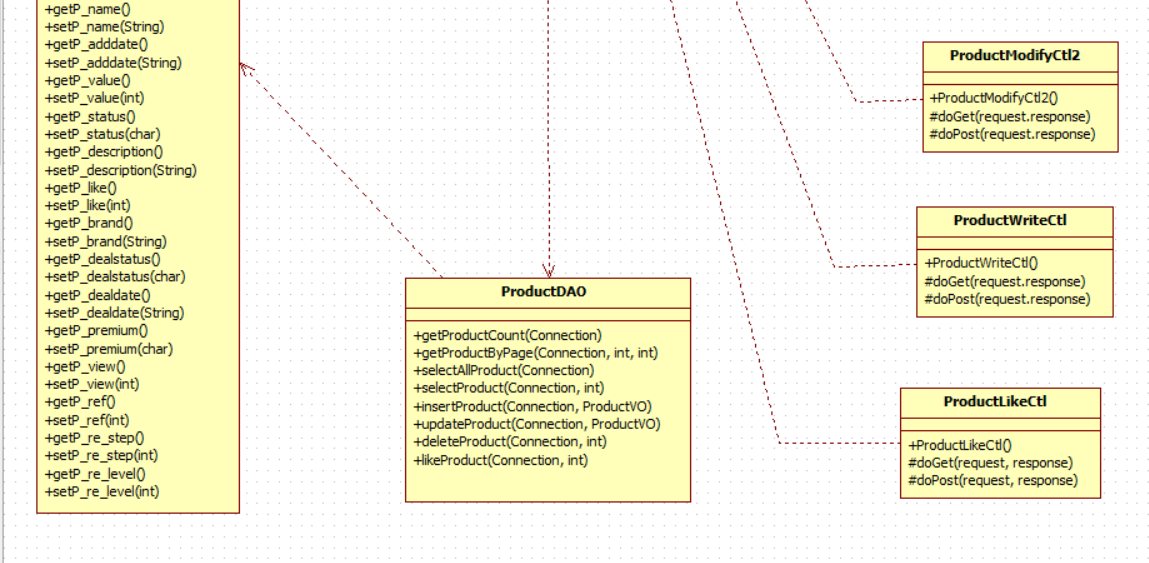 +getP_name()
+setP_name(String)
+getP_adddate()
+setP_adddate(String)
+getP_value()
+setP_value(int)
+getP_status()
+setP_status(char)
+getP_description()
+setP_description(String)
+getP_like()
+setP_like(int)
+getP_brand()
+setP_brand(String)
+getP_dealstatus()
+setP_dealstatus(char)
+getP_dealdate()
+setP_dealdate(String)
+getP_premium()
+setP_premium(char)
+getP_view()
+setP_view(int)
+getP_ref()
+setP_ref(int)
+getP_re_step()
+setP_re_step(int)
+getP_re_level()
+setP_re_level(int)
ProductDAO
+getProductCount(Connection)
+getProductByPage(Connection, int, int)
+selectAllProduct(Connection)
+selectProduct(Connection, int)
+insertProduct(Connection, ProductVO)
+updateProduct(Connection, ProductVO)
+deleteProduct(Connection, int)
+likeProduct(Connection, int)
ProductModifyCtl2
+ProductModifyCtl2()
#doGet(request.response)
#doPost(request.response)
ProductWriteCtl
+ProductWriteCtl()
#doGet(request.response)
#doPost(request.response)
ProductLikeCtl
+ProductLikeCtl()
#doGet(request, response)
#doPost(request, response)